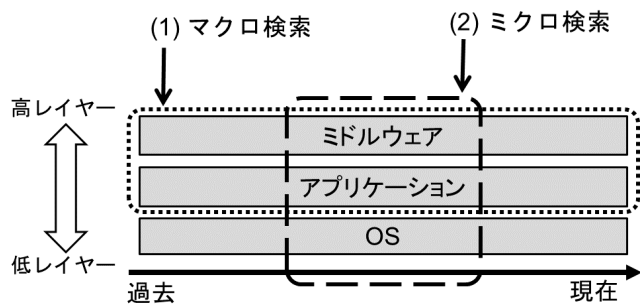 (1) マクロ検索
(2) ミクロ検索
高レイヤー
ミドルウェア
アプリケーション
OS
低レイヤー
過去
現在